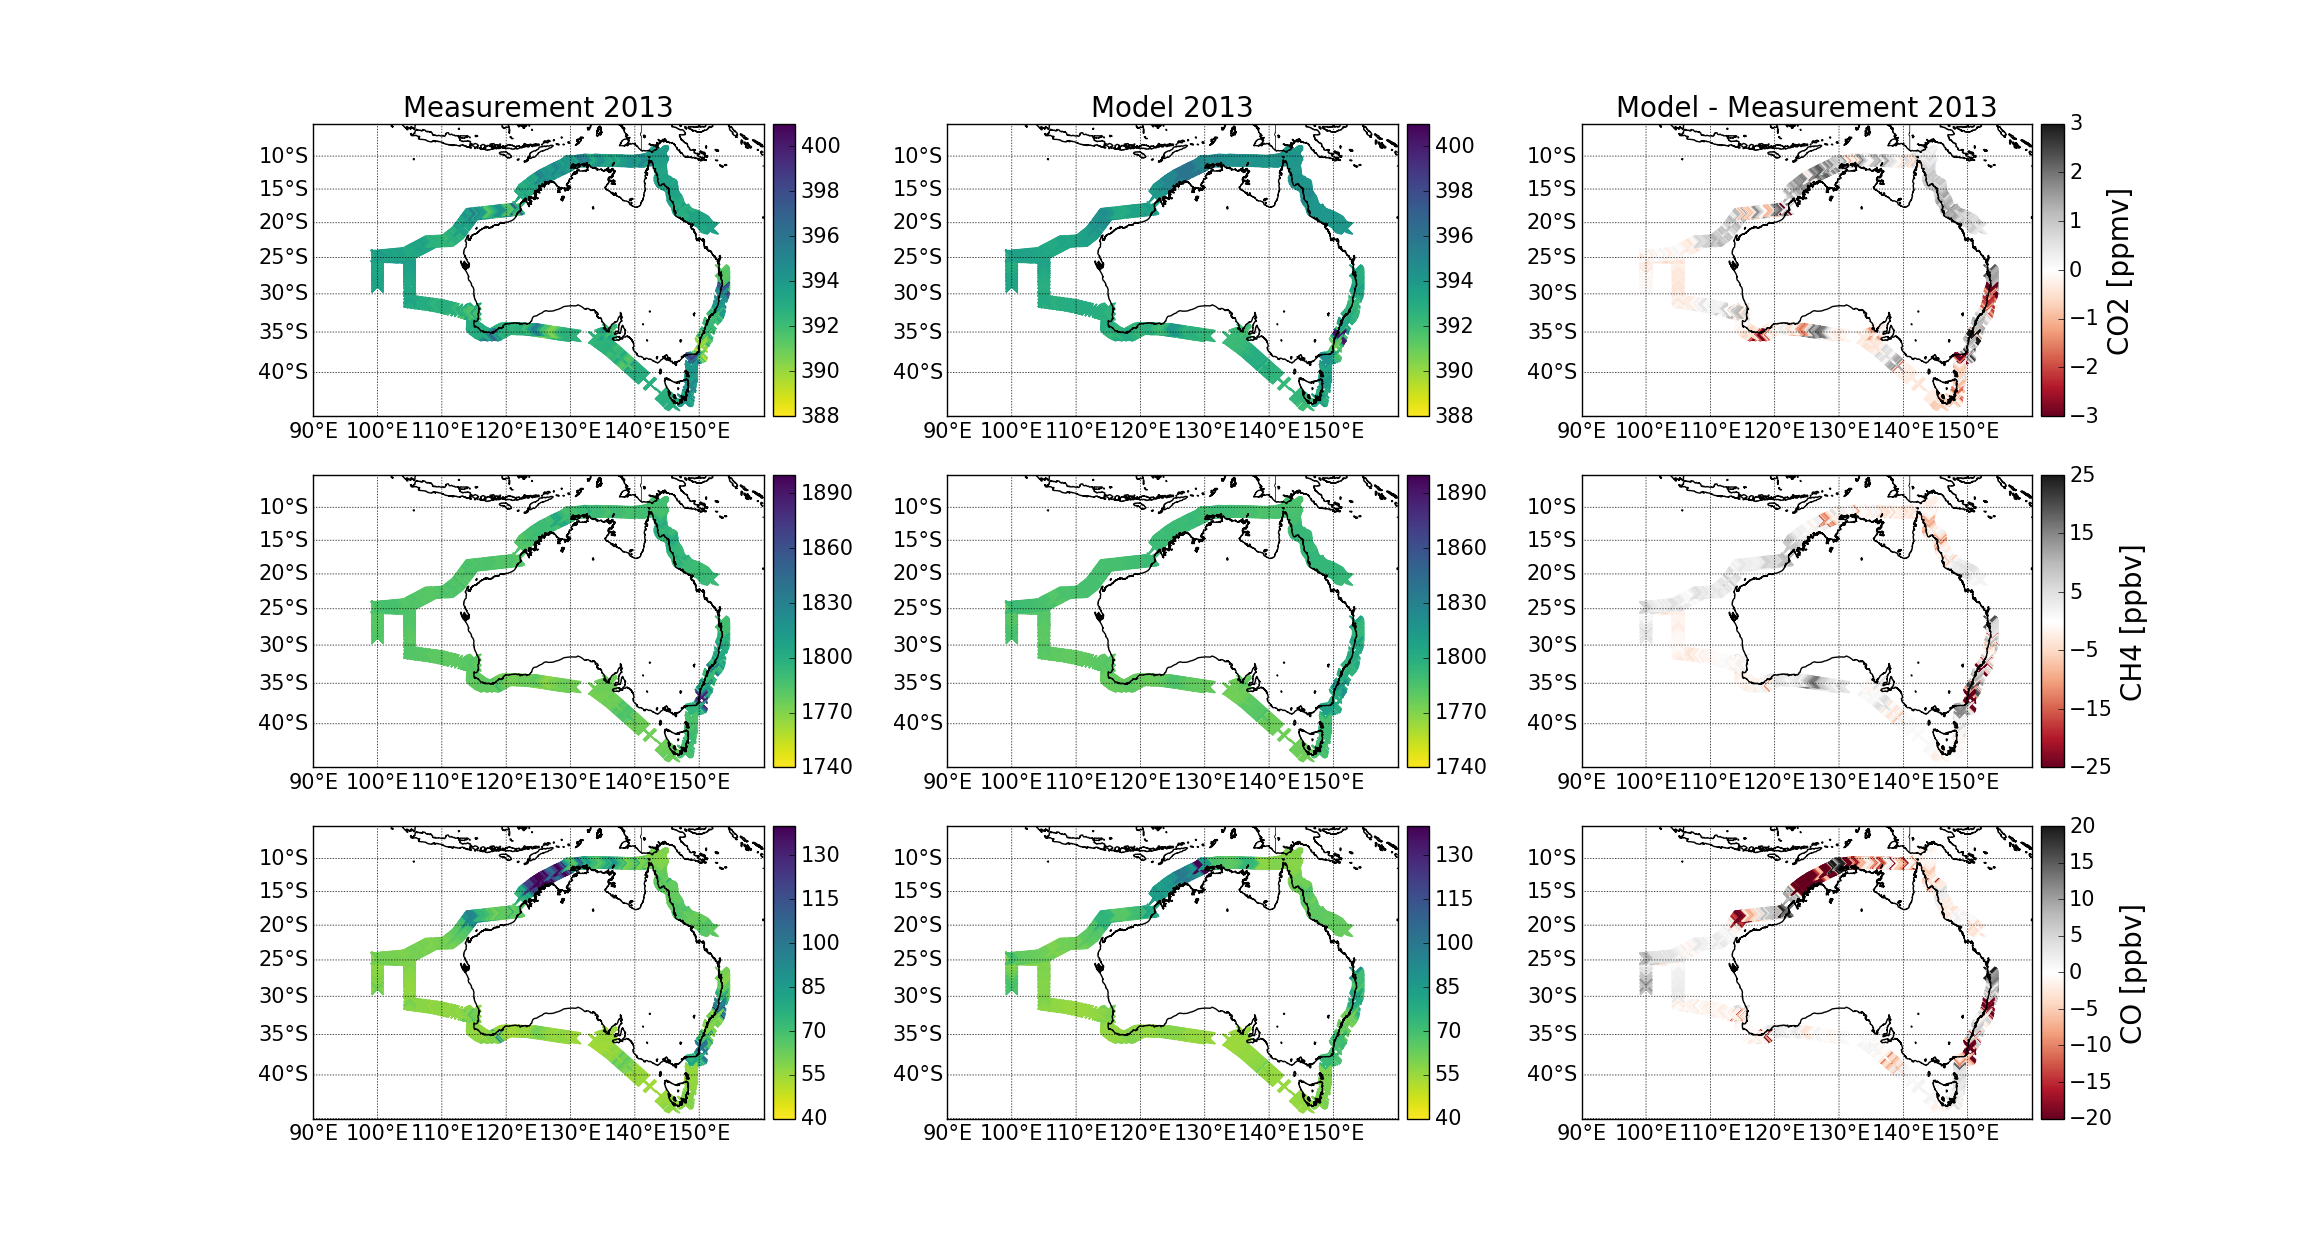 Measurement 2013
Model 2013
Model - Measurement 2013
10°S
15°S
20°S
25°S
30°S
35°S
40°S
90°E 100°E 110°E 120°E 130°E 140°E 150°E
400
398
396
394
392
390
388
10°S
15°S
20°S
25°S
30°S
35°S
40°S
90°E 100°E 110°E 120°E 130°E 140°E 150°E
400
398
396
394
392
390
388
10°S
15°S
20°S
25°S
30°S
35°S
40°S
90°E 100°E 110°E 120°E 130°E 140°E 150°E
3
2
1
0
−1
−2
−3
CO2 [ppmv]
10°S
15°S
20°S
25°S
30°S
35°S
40°S
90°E 100°E 110°E 120°E 130°E 140°E 150°E
1890
1860
1830
1800
1770
1740
10°S
15°S
20°S
25°S
30°S
35°S
40°S
90°E 100°E 110°E 120°E 130°E 140°E 150°E
1890
1860
1830
1800
1770
1740
10°S
15°S
20°S
25°S
30°S
35°S
40°S
90°E 100°E 110°E 120°E 130°E 140°E 150°E
25
15
5
−5
−15
−25
CH4 [ppbv]
10°S
15°S
20°S
25°S
30°S
35°S
40°S
90°E 100°E 110°E 120°E 130°E 140°E 150°E
130
115
100
85
70
55
40
10°S
15°S
20°S
25°S
30°S
35°S
40°S
90°E 100°E 110°E 120°E 130°E 140°E 150°E
130
115
100
85
70
55
40
10°S
15°S
20°S
25°S
30°S
35°S
40°S
90°E 100°E 110°E 120°E 130°E 140°E 150°E
20
15
10
5
0
−5
−10
−15
−20
CO [ppbv]